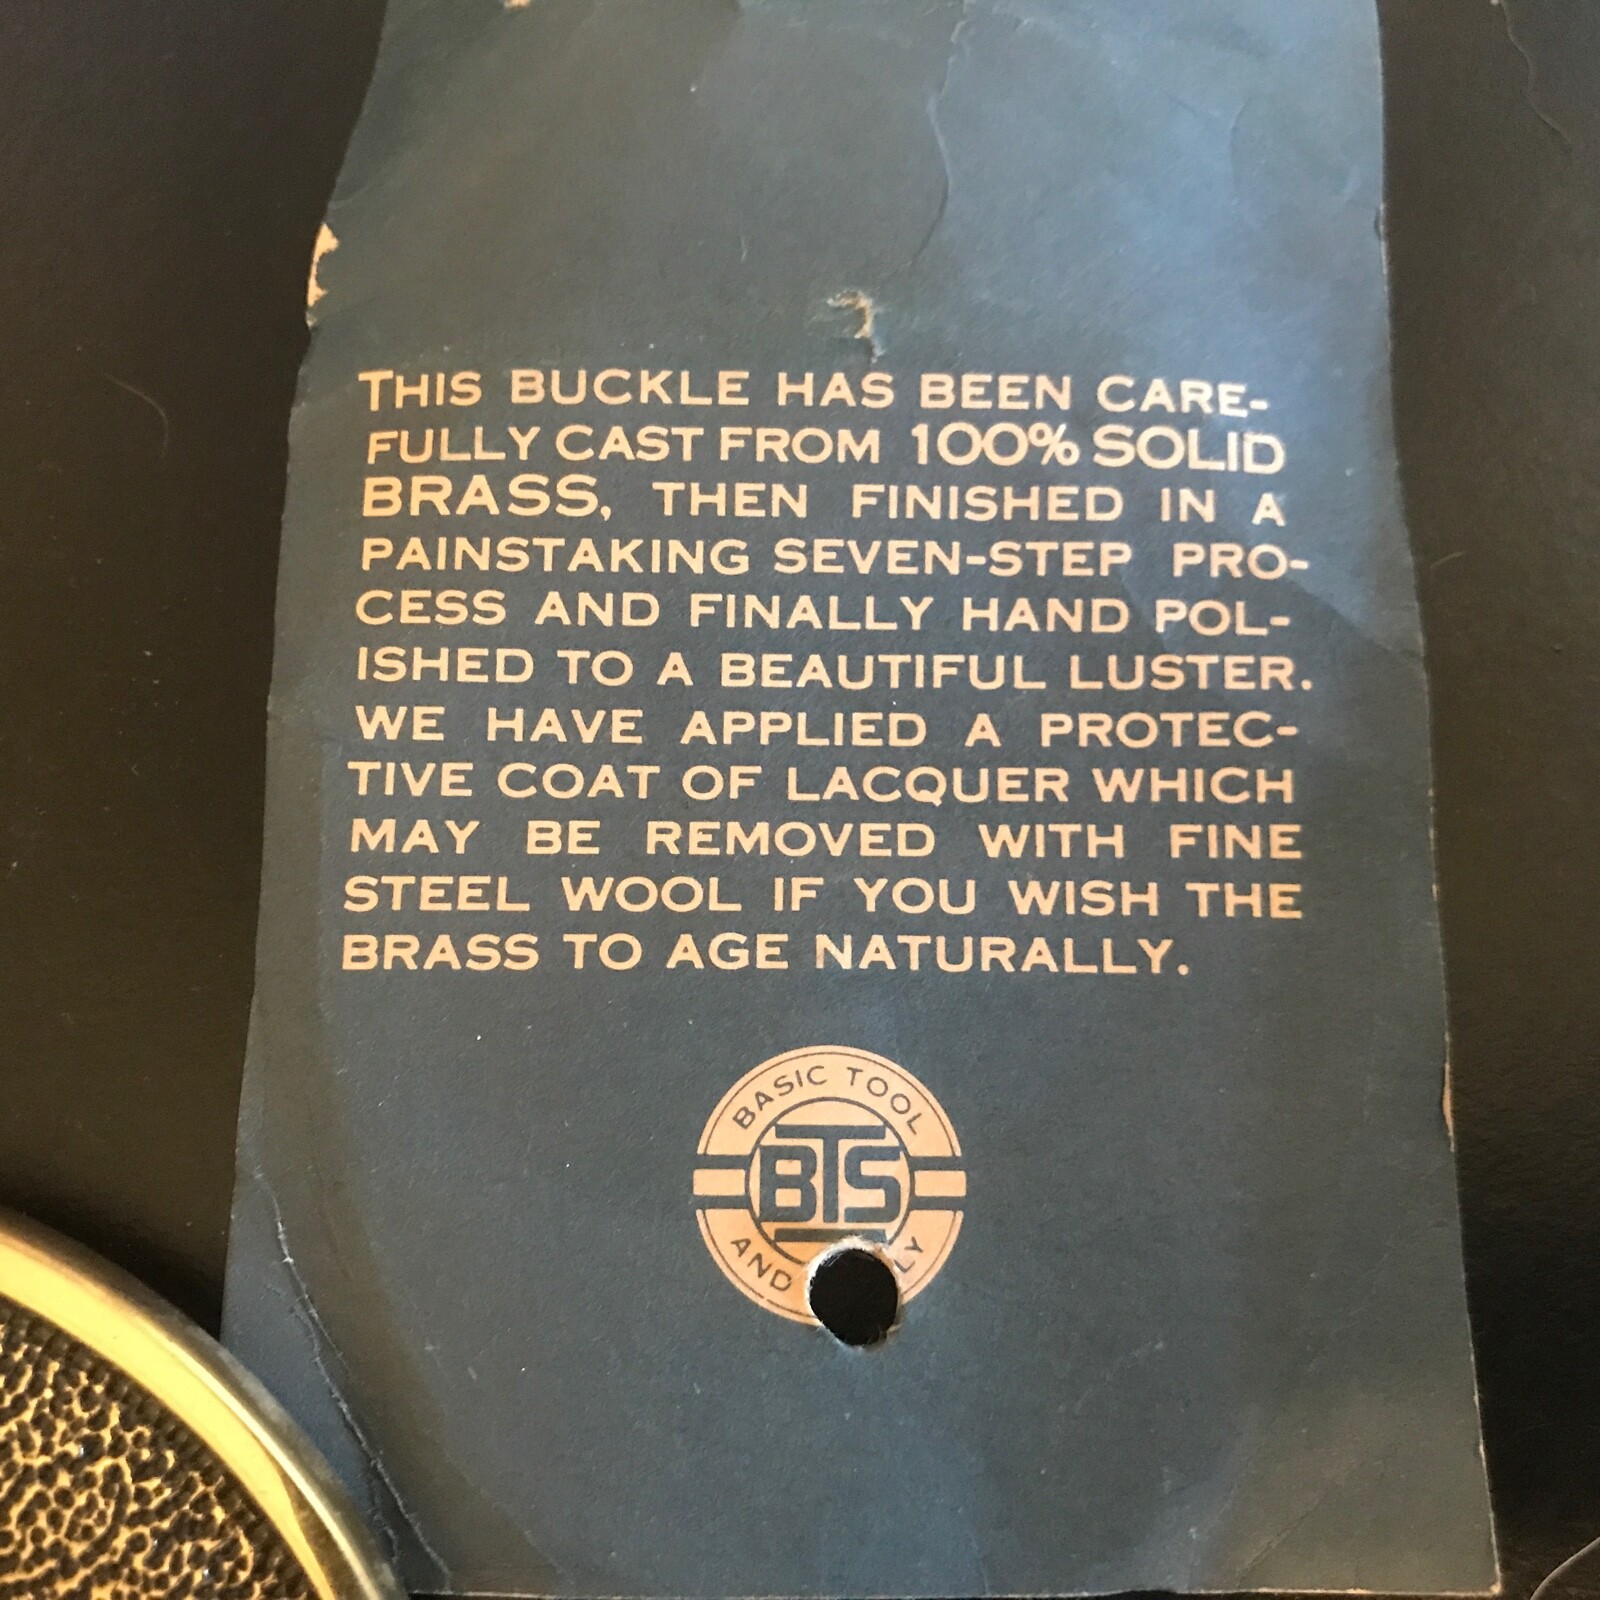 THIS BUCKLE HAS BEEN CARE-
FULLY CAST FROM 100% SOLID
BRASS, THEN FINISHED IN A
PAINSTAKING SEVEN-STEP PRO-
CESS AND FINALLY HAND POL-
ISHED TO A BEAUTIFUL LUSTER.
WE HAVE APPLIED A PROTEC-
TIVE COAT OF LACQUER WHICH
MAY BE REMOVED WITH FINE
STEEL WOOL IF YOU WISH THE
BRASS TO AGE NATURALLY.
BASIC TOOL
BTS
AND